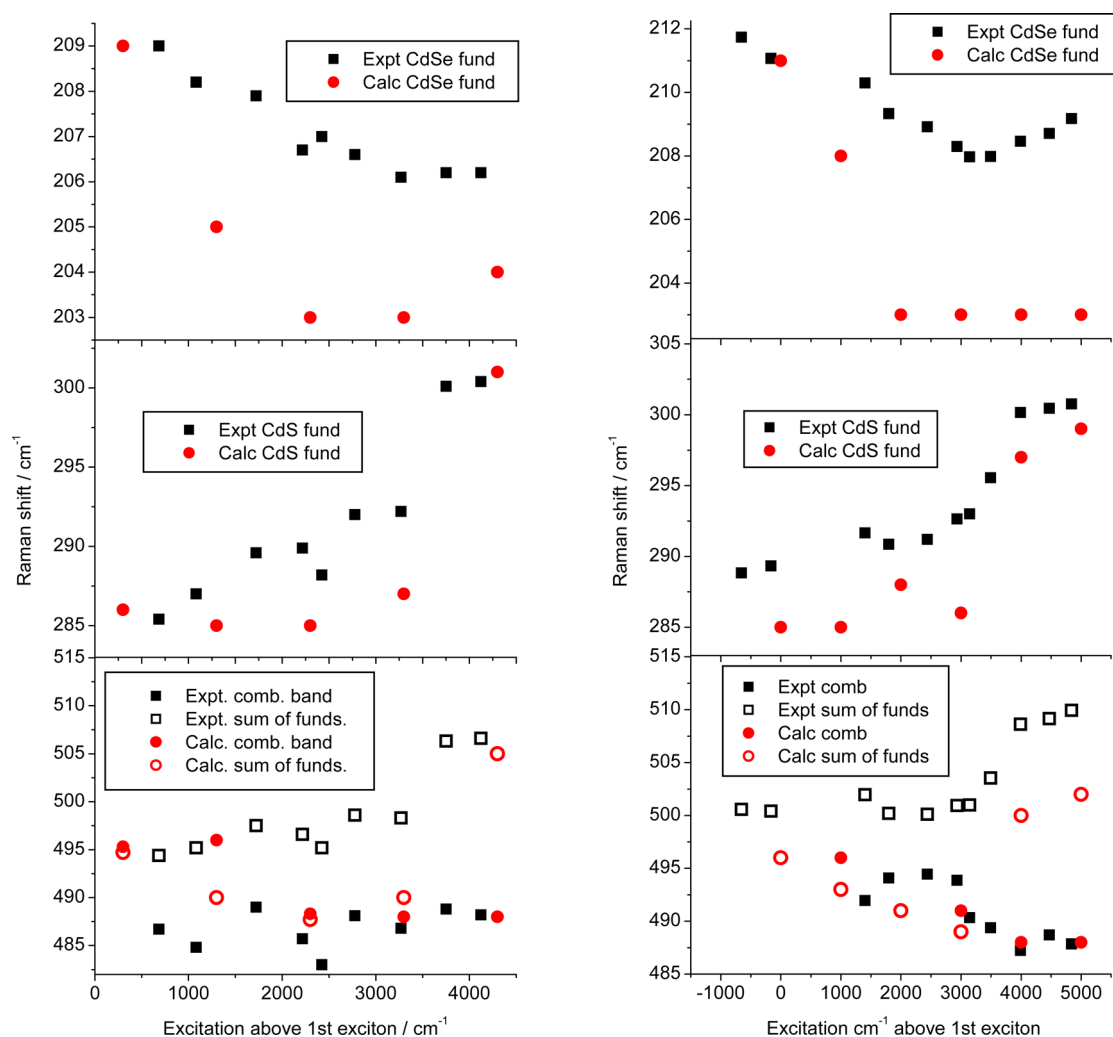 209
208
207
206
205
204
203
Expt CdSe fund
Calc CdSe fund
300
295
290
285
Expt CdS fund
Calc CdS fund
Raman shift / cm-1
515
510
505
500
495
490
485
Expt. comb. band
Expt. sum of funds.
Calc. comb. band
Calc. sum of funds.
0 1000 2000 3000 4000
Excitation above 1st exciton / cm-1
212
210
208
206
204
Expt CdSe fund
Calc CdSe fund
305
300
295
290
285
Expt CdS fund
Calc CdS fund
Raman shift / cm-1
515
510
505
500
495
490
485
Expt comb
Expt sum of funds
Calc comb
Calc sum of funds
-1000 0 1000 2000 3000 4000 5000
Excitation cm-1 above 1st exciton